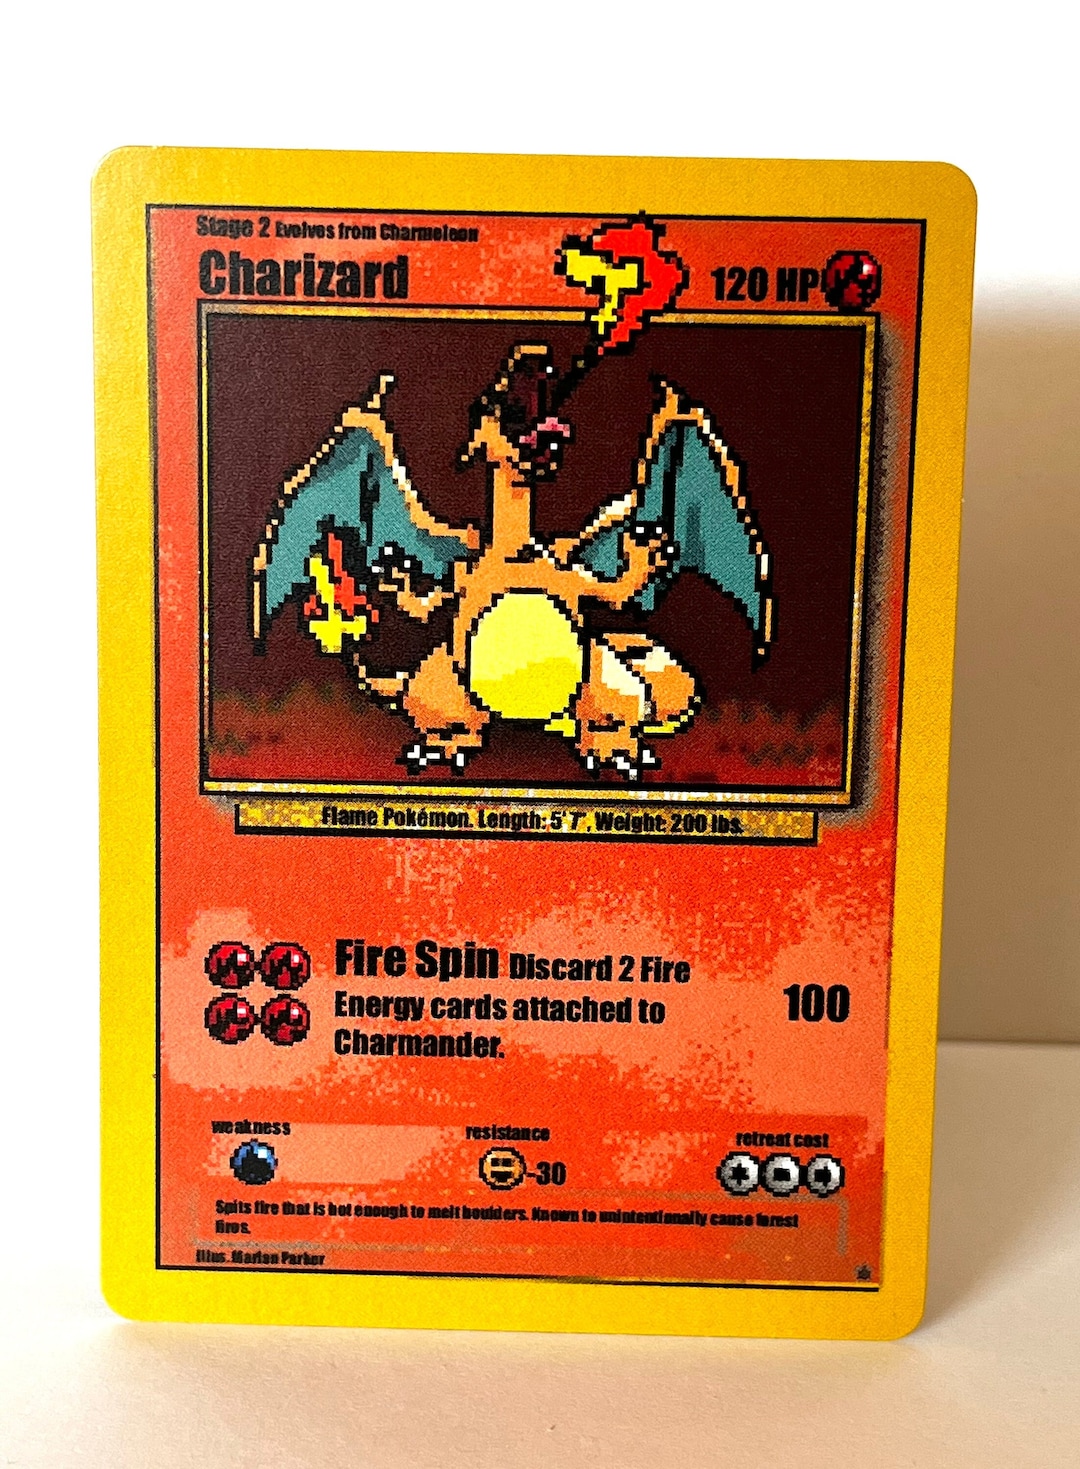 Stage 2 Evolves from Charmeleon
Charizard
120 HP
Flame Pokémon. Length: 5'7", Weight: 200 lbs.
Fire Spin Discard 2 Fire
Energy cards attached to
Charmander.
100
weakness
resistance
retreat cost
-30
Spits fire that is hot enough to melt boulders. Known to unintentionally cause forest
fires.
Illus. Marlan Parker